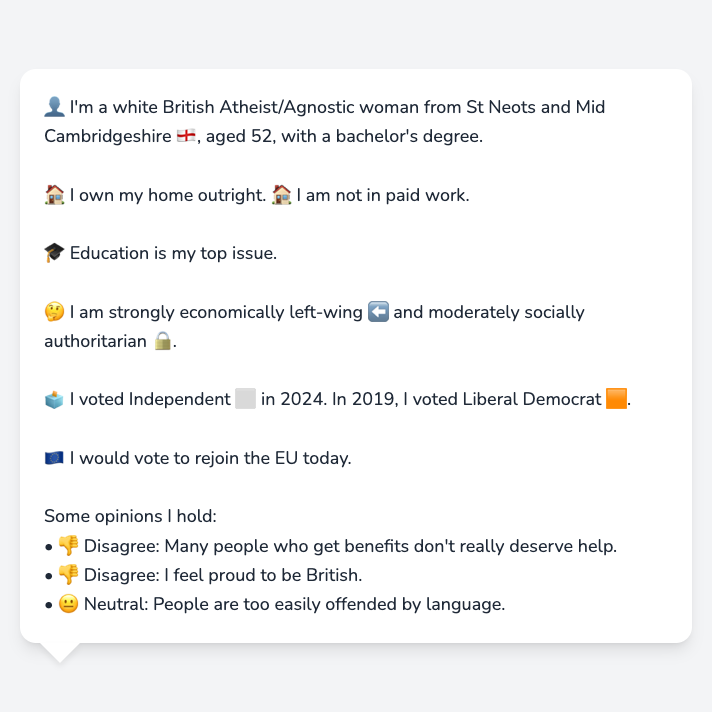 👤 I'm a white British Atheist/Agnostic woman from St Neots and Mid
Cambridgeshire 🏴󠁧󠁢󠁥󠁮󠁧󠁿, aged 52, with a bachelor's degree.
🏠 I own my home outright. 🏠 I am not in paid work.
🎓 Education is my top issue.
🤔 I am strongly economically left-wing ⬅️ and moderately socially
authoritarian 🔒.
🗳️ I voted Independent ⬜ in 2024. In 2019, I voted Liberal Democrat 🟧.
🇪🇺 I would vote to rejoin the EU today.
Some opinions I hold:
• 👎 Disagree: Many people who get benefits don't really deserve help.
• 👎 Disagree: I feel proud to be British.
• 😐 Neutral: People are too easily offended by language.